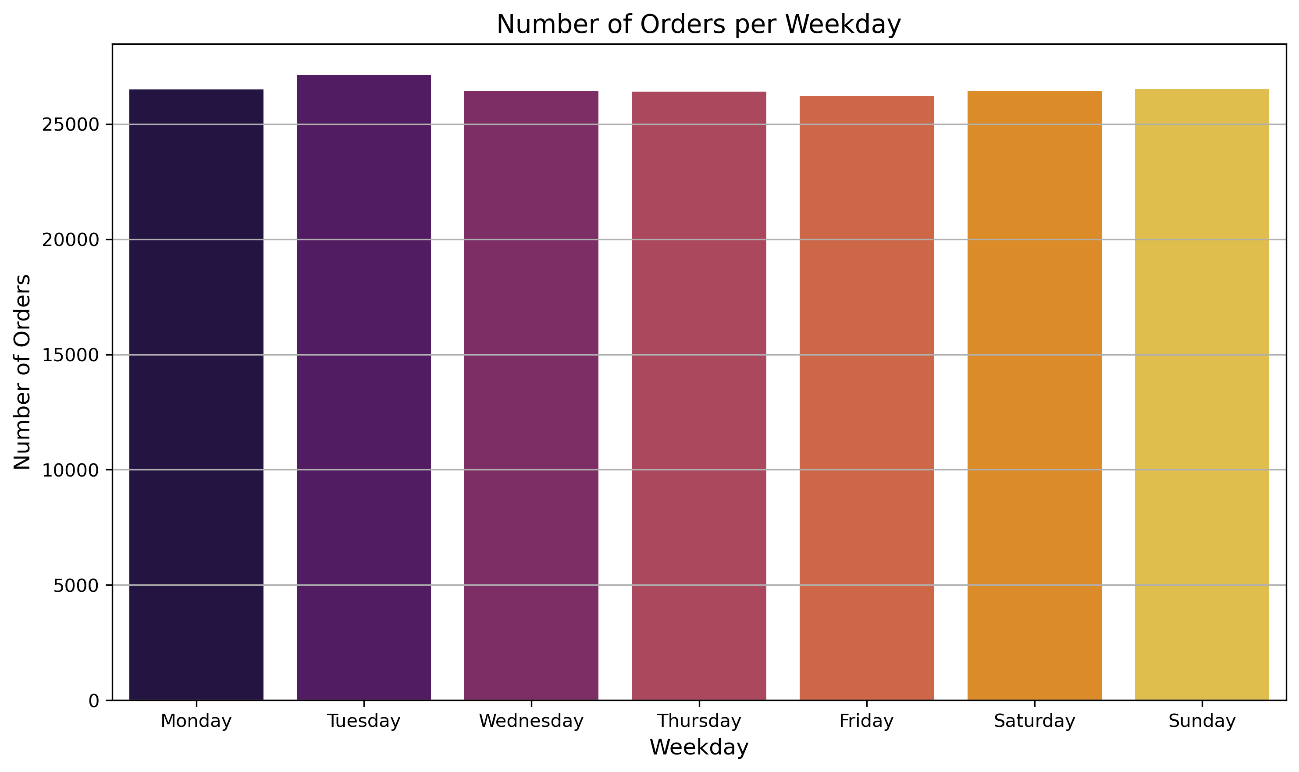 Number of Orders per Weekday
Number of Orders
25000
20000
15000
10000
5000
0
Monday Tuesday Wednesday Thursday Friday Saturday Sunday
Weekday